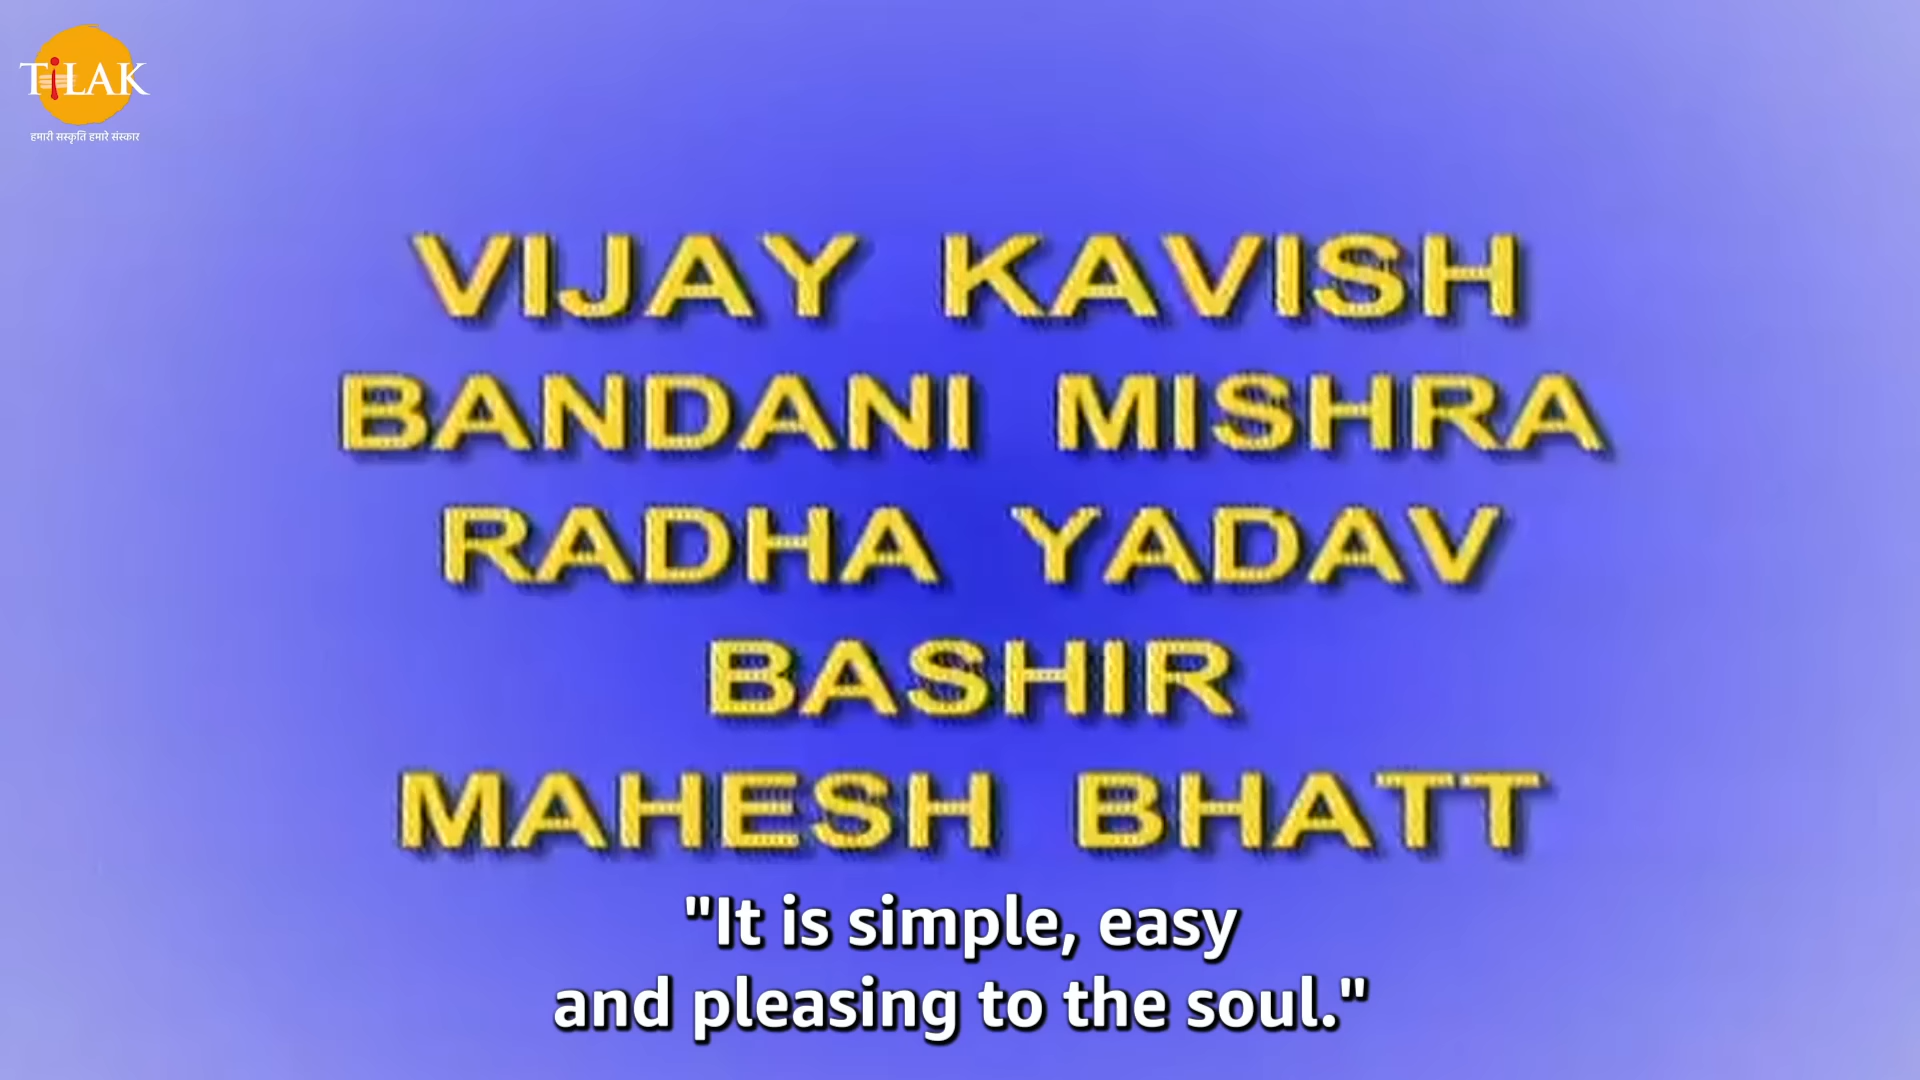 TiLAK
हमारी सस्कृति हमारे संस्कार
VIJAY KAVISH
BANDANI MISHRA
RADHA YADAV
BASHIR
MAHESH BHATT
"It is simple, easy
and pleasing to the soul."